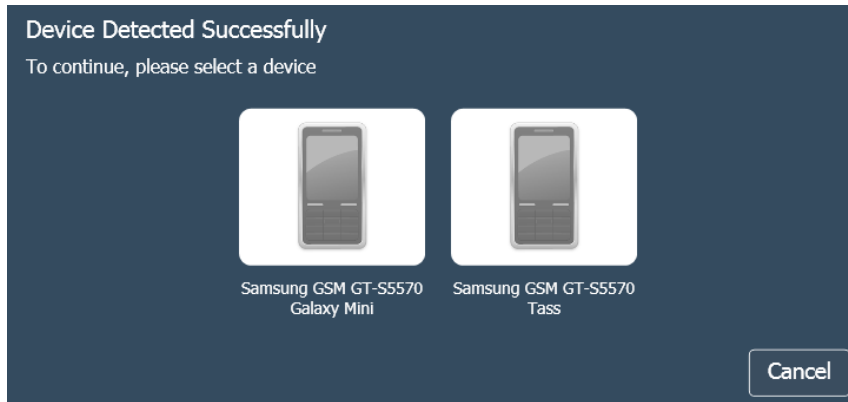 Device Detected Successfully
To continue, please select a device
Samsung GSM GT-S5570
Galaxy Mini
Samsung GSM GT-S5570
Tass
Cancel